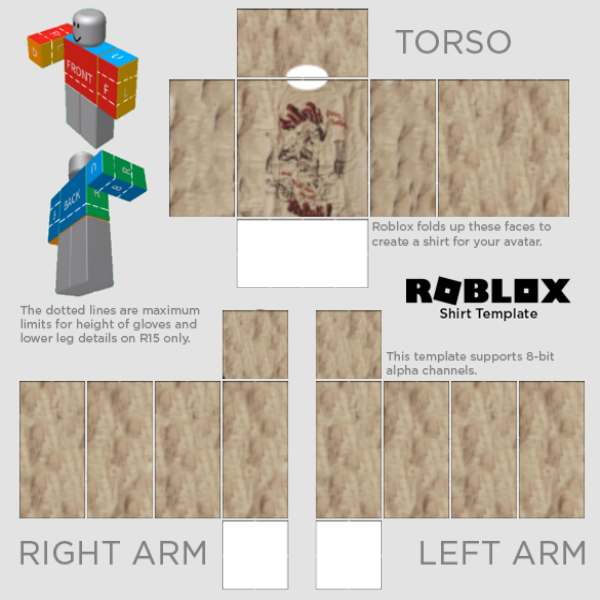 TORSO
FRONT
F
L
D
BACK
Roblox folds up these faces to
create a shirt for your avatar.
ROBLOX
Shirt Template
The dotted lines are maximum
limits for height of gloves and
lower leg details on R15 only.
This template supports 8-bit
alpha channels.
RIGHT ARM
LEFT ARM